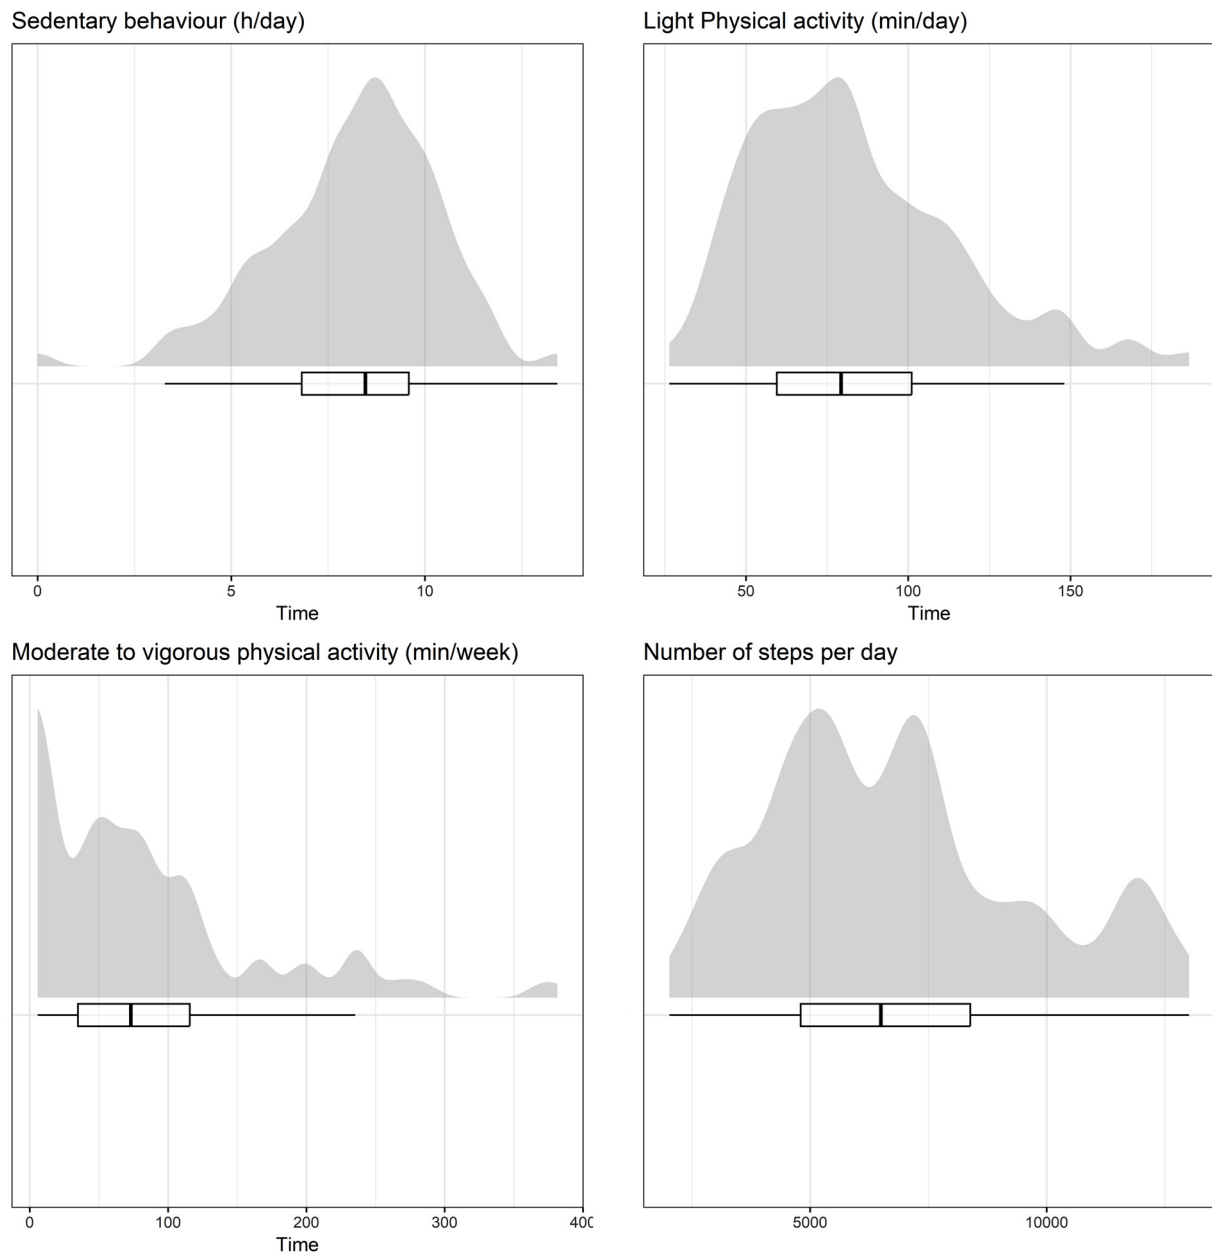 Sedentary behaviour (h/day)
0 5 10
Time
Light Physical activity (min/day)
50 100 150
Time
Moderate to vigorous physical activity (min/week)
0 100 200 300 400
Time
Number of steps per day
5000 10000